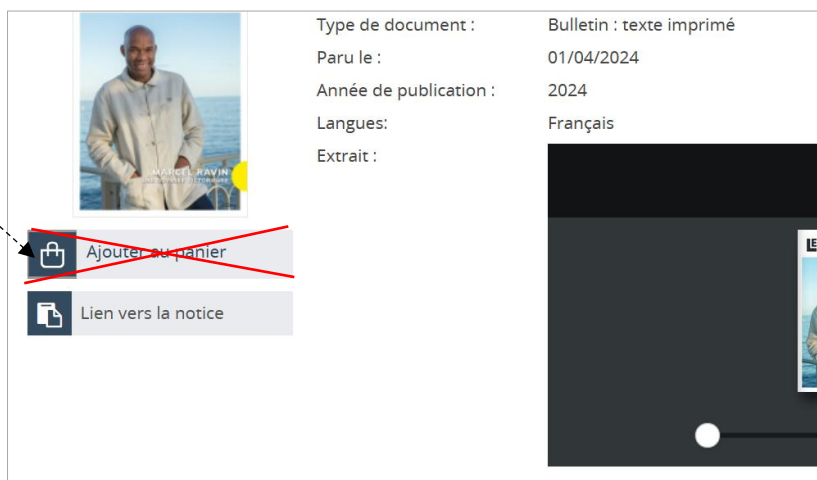 Type de document : Bulletin : texte imprimé
Paru le : 01/04/2024
Année de publication : 2024
Langues: Français
Extrait :
MARCEL RAVIN
Ajouter au panier
Lien vers la notice
LE